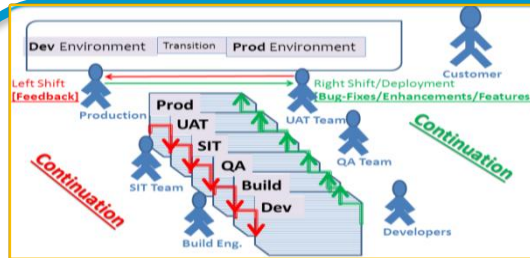 Dev Environment Transition Prod Environment
Customer
Left Shift
[Feedback]
Right Shift/Deployment
[Bug-Fixes/Enhancements/Features
Production
UAT Team
Prod
UAT
SIT
QA
Build
Dev
Continuation
Continuation
QA Team
SIT Team
Build Eng.
Developers